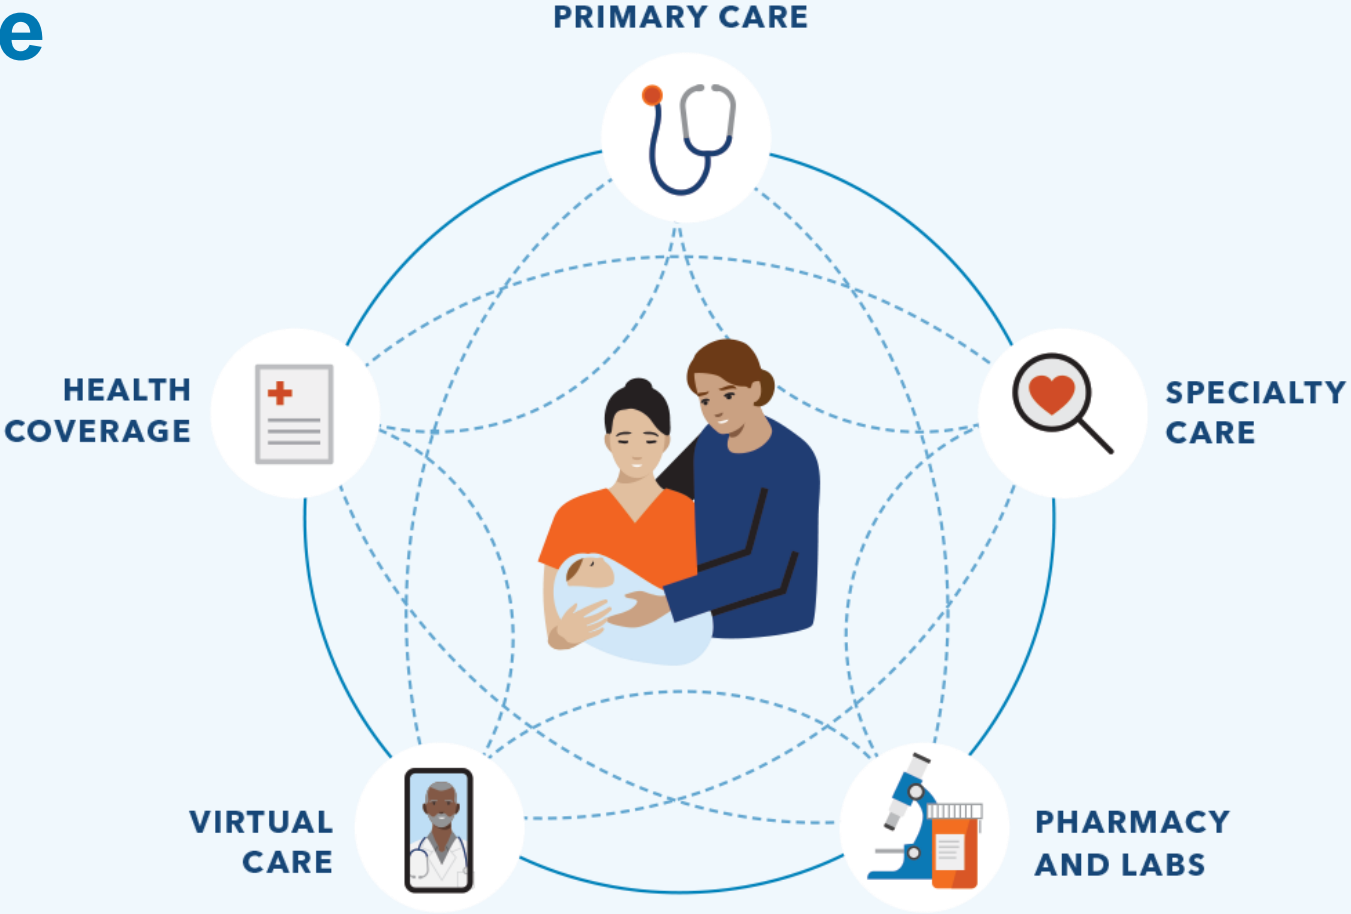 e
PRIMARY CARE
HEALTH
COVERAGE
SPECIALTY
CARE
VIRTUAL
CARE
PHARMACY
AND LABS